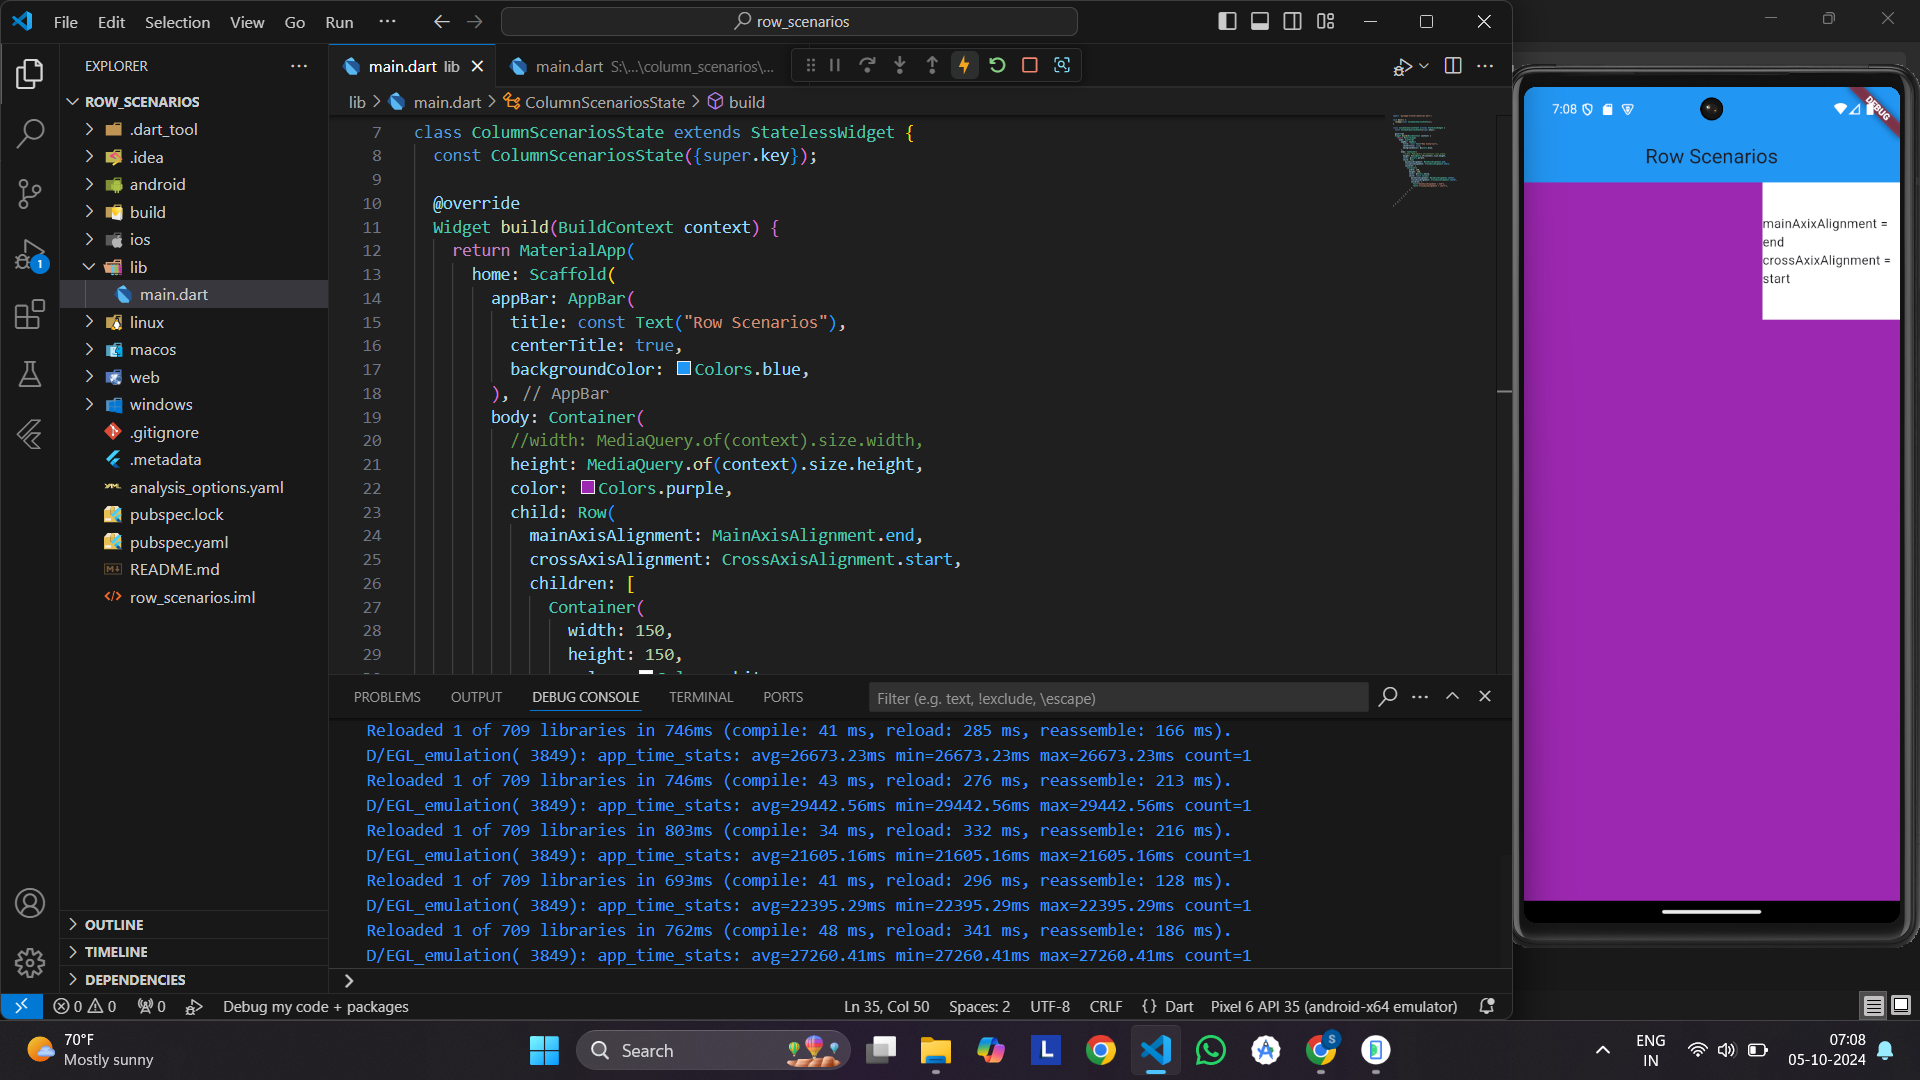 File Edit Selection View Go Run ··· row_scenarios
EXPLORER
ROW_SCENARIOS
.dart_tool
.idea
android
build
ios
lib
main.dart
linux
macos
web
windows
.gitignore
.metadata
analysis_options.yaml
pubspec.lock
pubspec.yaml
README.md
row_scenarios.iml
OUTLINE
TIMELINE
DEPENDENCIES
main.dart lib main.dart S:\...\column_scenarios\...
lib > main.dart > ColumnScenariosState > build
7 class ColumnScenariosState extends StatelessWidget {
8 const ColumnScenariosState({super.key});
9
10 @override
11 Widget build(BuildContext context) {
12 return MaterialApp(
13 home: Scaffold(
14 appBar: AppBar(
15 title: const Text("Row Scenarios"),
16 centerTitle: true,
17 backgroundColor: Colors.blue,
18 ), // AppBar
19 body: Container(
20 //width: MediaQuery.of(context).size.width,
21 height: MediaQuery.of(context).size.height,
22 color: Colors.purple,
23 child: Row(
24 mainAxisAlignment: MainAxisAlignment.end,
25 crossAxisAlignment: CrossAxisAlignment.start,
26 children: [
27 Container(
28 width: 150,
29 height: 150,
PROBLEMS OUTPUT DEBUG CONSOLE TERMINAL PORTS Filter (e.g. text, !exclude, \escape)
Reloaded 1 of 709 libraries in 746ms (compile: 41 ms, reload: 285 ms, reassemble: 166 ms).
D/EGL_emulation( 3849): app_time_stats: avg=26673.23ms min=26673.23ms max=26673.23ms count=1
Reloaded 1 of 709 libraries in 746ms (compile: 43 ms, reload: 276 ms, reassemble: 213 ms).
D/EGL_emulation( 3849): app_time_stats: avg=29442.56ms min=29442.56ms max=29442.56ms count=1
Reloaded 1 of 709 libraries in 803ms (compile: 34 ms, reload: 332 ms, reassemble: 216 ms).
D/EGL_emulation( 3849): app_time_stats: avg=21605.16ms min=21605.16ms max=21605.16ms count=1
Reloaded 1 of 709 libraries in 693ms (compile: 41 ms, reload: 296 ms, reassemble: 128 ms).
D/EGL_emulation( 3849): app_time_stats: avg=22395.29ms min=22395.29ms max=22395.29ms count=1
Reloaded 1 of 709 libraries in 762ms (compile: 48 ms, reload: 341 ms, reassemble: 186 ms).
D/EGL_emulation( 3849): app_time_stats: avg=27260.41ms min=27260.41ms max=27260.41ms count=1
>
1
0 0 0 Debug my code + packages Ln 35, Col 50 Spaces: 2 UTF-8 CRLF {} Dart Pixel 6 API 35 (android-x64 emulator)
7:08
DEBUG
Row Scenarios
mainAxixAlignment =
end
crossAxixAlignment =
start
70°F
Mostly sunny
Search
L
S
ENG
IN
07:08
05-10-2024